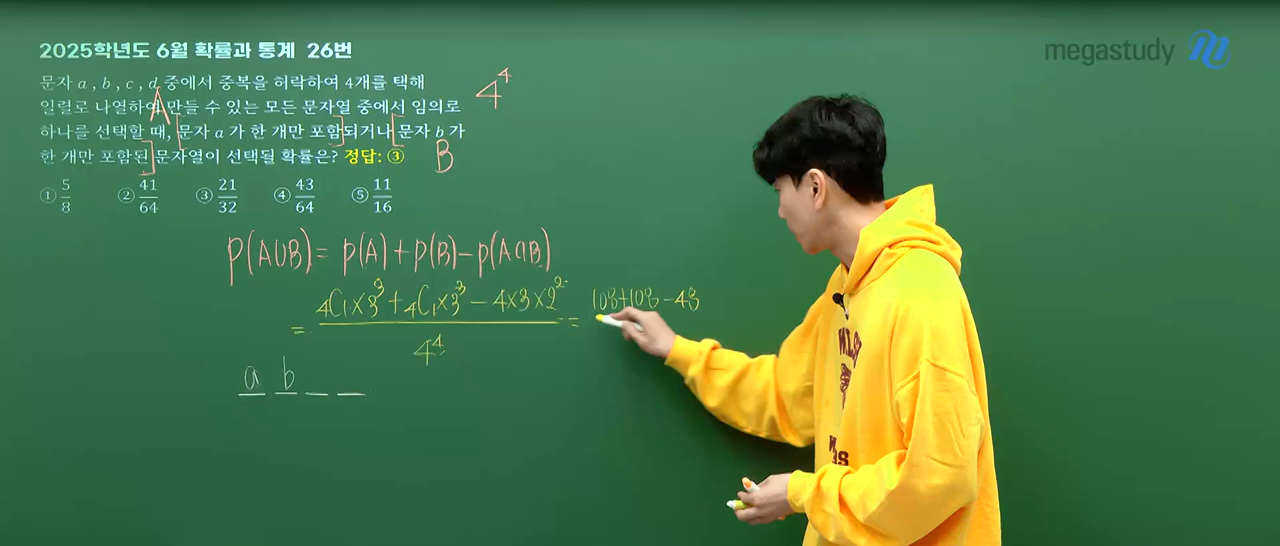 2025학년도 6월 확률과 통계 26번
megastudy
문자 a , b , c , d 중에서 중복을 허락하여 4개를 택해
4⁴
일렬로 나열하여 만들 수 있는 모든 문자열 중에서 임의로
A
하나를 선택할 때, [문자 a 가 한 개만 포함]되거나 [문자 b 가
한 개만 포함된] 문자열이 선택될 확률은? 정답: ③
B
① 5/8 ② 41/64 ③ 21/32 ④ 43/64 ⑤ 11/16
P(A∪B) = P(A) + P(B) - P(A∩B)
= (₄C₁×3³ + ₄C₁×3³ - 4×3×2²) / 4⁴ = 108+108-48
a b _ _